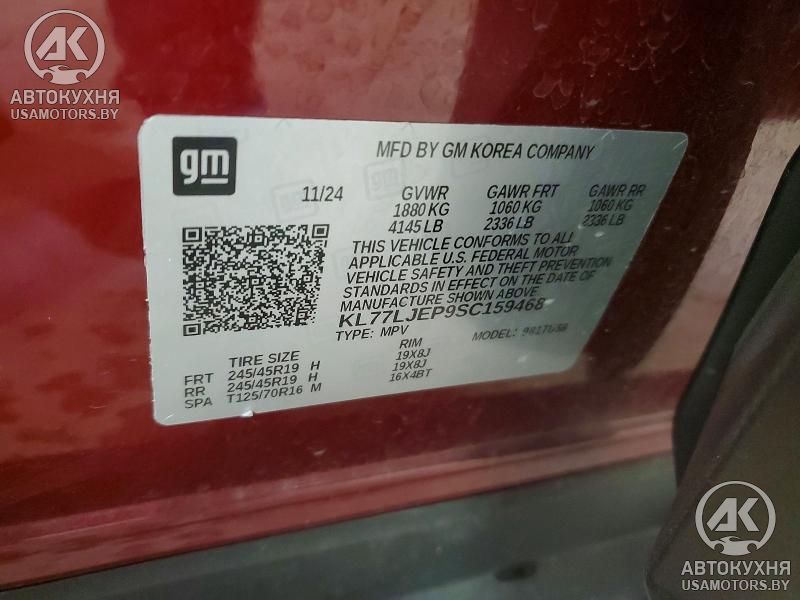 АК
АВТОКУХНЯ
USAMOTORS.BY
gm
MFD BY GM KOREA COMPANY
11/24 GVWR GAWR FRT GAWR RR
1880 KG 1060 KG 1060 KG
4145 LB 2336 LB 2336 LB
THIS VEHICLE CONFORMS TO ALL
APPLICABLE U.S. FEDERAL MOTOR
VEHICLE SAFETY AND THEFT PREVENTION
STANDARDS IN EFFECT ON THE DATE OF
MANUFACTURE SHOWN ABOVE
KL77LJEP9SC159468
TYPE: MPV MODEL:
TIRE SIZE RIM
FRT 245/45R19 H 19X8J
RR 245/45R19 H 19X8J
SPA T125/70R16 M 16X4BT
АК
АВТОКУХНЯ
USAMOTORS.BY